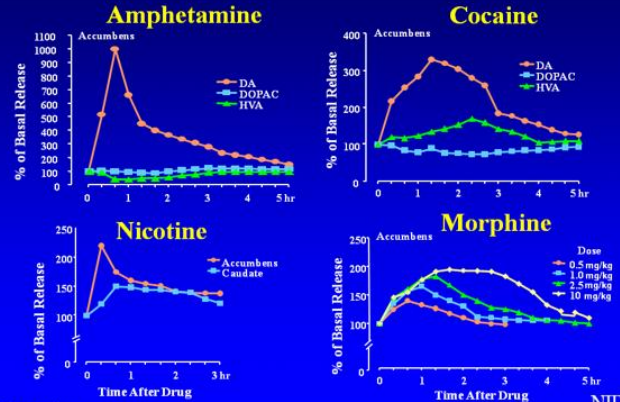 Amphetamine
% of Basal Release
1100
1000
900
800
700
600
500
400
300
200
100
0
Accumbens
DA
DOPAC
HVA
0 1 2 3 4 5 hr
Cocaine
% of Basal Release
400
300
200
100
0
Accumbens
DA
DOPAC
HVA
0 1 2 3 4 5 hr
Nicotine
% of Basal Release
250
200
150
100
0
Accumbens
Caudate
0 1 2 3 hr
Time After Drug
Morphine
% of Basal Release
250
200
150
100
0
Accumbens
Dose
0.5 mg/kg
1.0 mg/kg
2.5 mg/kg
10 mg/kg
0 1 2 3 4 5 hr
Time After Drug